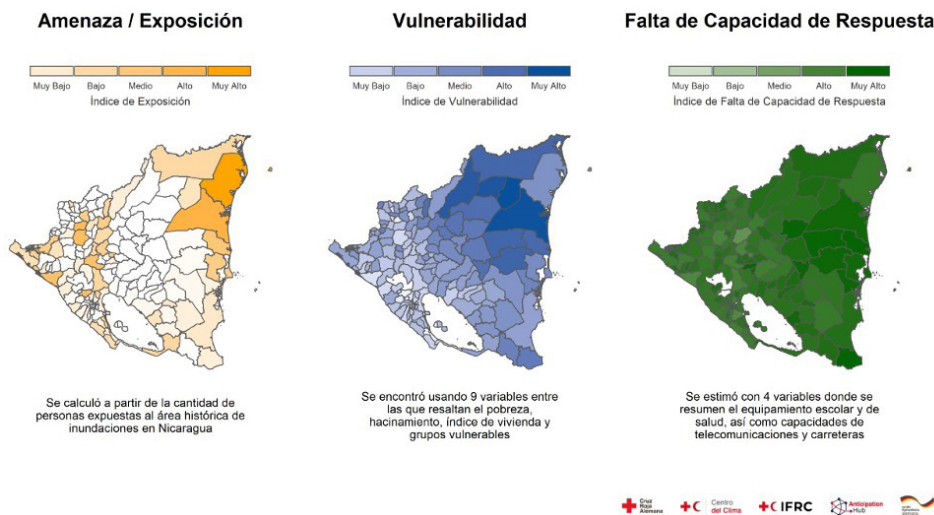 Amenaza / Exposición
Muy Bajo Bajo Medio Alto Muy Alto
Índice de Exposición
Se calculó a partir de la cantidad de
personas expuestas al área histórica de
inundaciones en Nicaragua
Vulnerabilidad
Muy Bajo Bajo Medio Alto Muy Alto
Índice de Vulnerabilidad
Se encontró usando 9 variables entre
las que resaltan el pobreza,
hacinamiento, índice de vivienda y
grupos vulnerables
Falta de Capacidad de Respuesta
Muy Bajo Bajo Medio Alto Muy Alto
Índice de Falta de Capacidad de Respuesta
Se estimó con 4 variables donde se
resumen el equipamiento escolar y de
salud, así como capacidades de
telecomunicaciones y carreteras
Cruz
Roja
Alemana
Centro
del Clima
IFRC
Anticipation
Hub